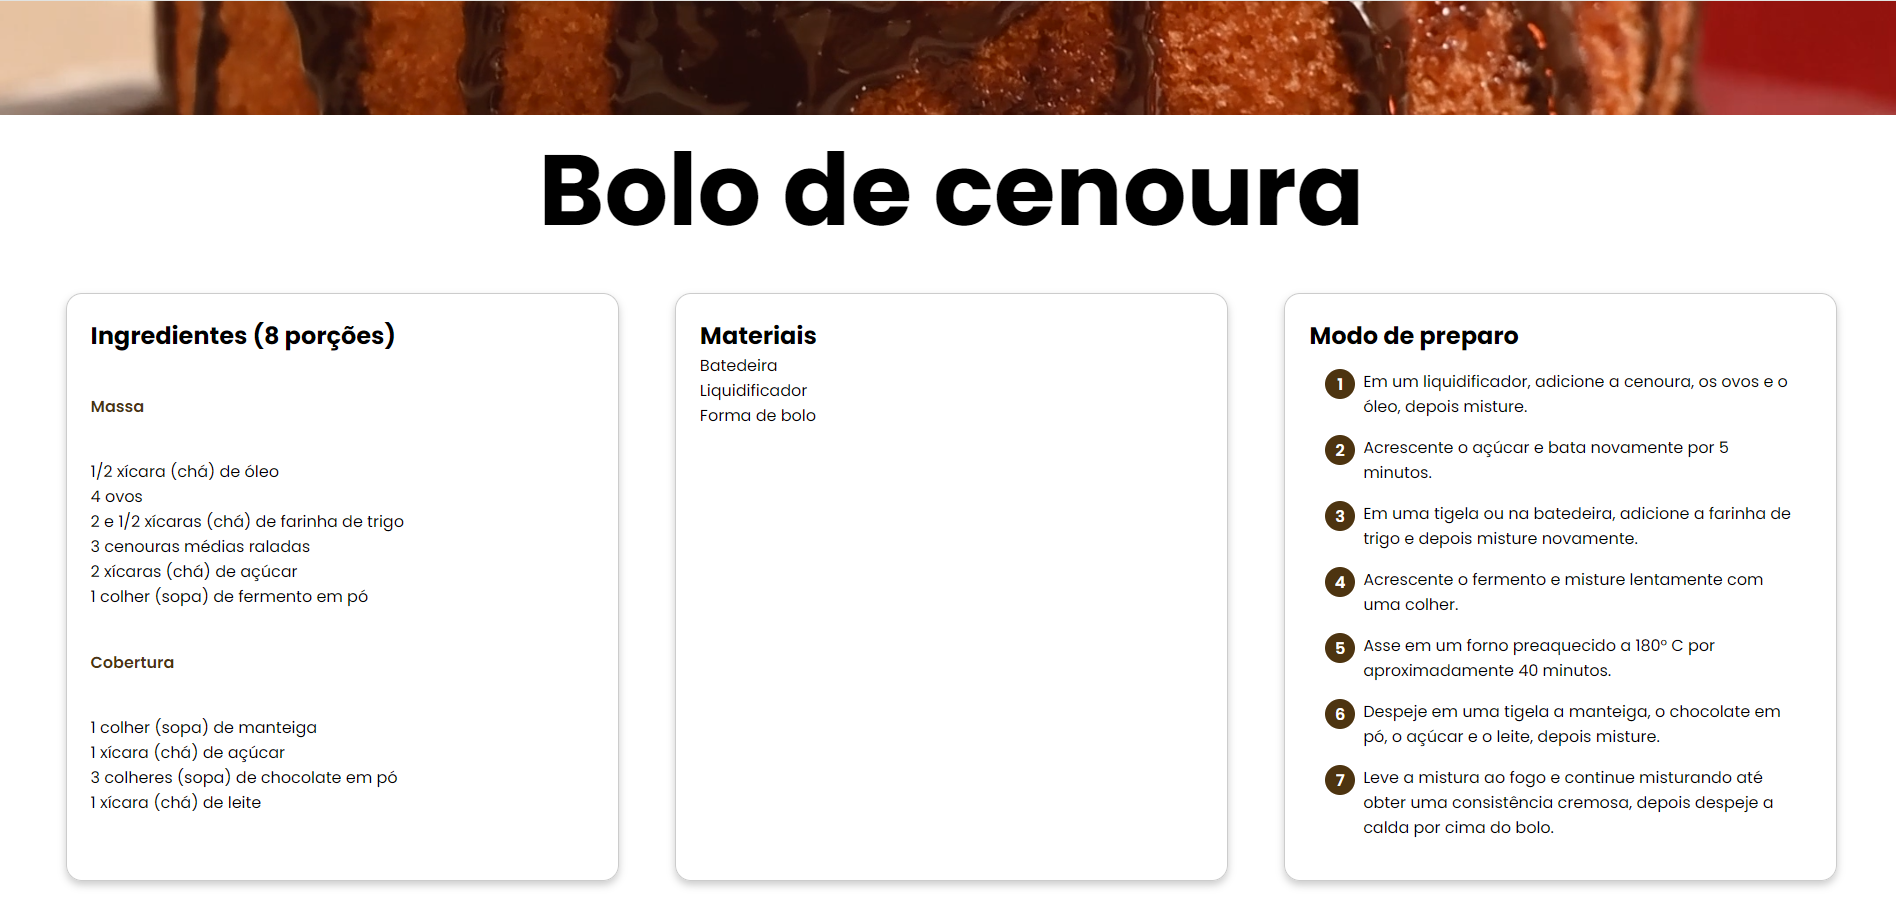 Bolo de cenoura
Ingredientes (8 porções)
Massa
1/2 xícara (chá) de óleo
4 ovos
2 e 1/2 xícaras (chá) de farinha de trigo
3 cenouras médias raladas
2 xícaras (chá) de açúcar
1 colher (sopa) de fermento em pó
Cobertura
1 colher (sopa) de manteiga
1 xícara (chá) de açúcar
3 colheres (sopa) de chocolate em pó
1 xícara (chá) de leite
Materiais
Batedeira
Liquidificador
Forma de bolo
Modo de preparo
1 Em um liquidificador, adicione a cenoura, os ovos e o
óleo, depois misture.
2 Acrescente o açúcar e bata novamente por 5
minutos.
3 Em uma tigela ou na batedeira, adicione a farinha de
trigo e depois misture novamente.
4 Acrescente o fermento e misture lentamente com
uma colher.
5 Asse em um forno preaquecido a 180° C por
aproximadamente 40 minutos.
6 Despeje em uma tigela a manteiga, o chocolate em
pó, o açúcar e o leite, depois misture.
7 Leve a mistura ao fogo e continue misturando até
obter uma consistência cremosa, depois despeje a
calda por cima do bolo.